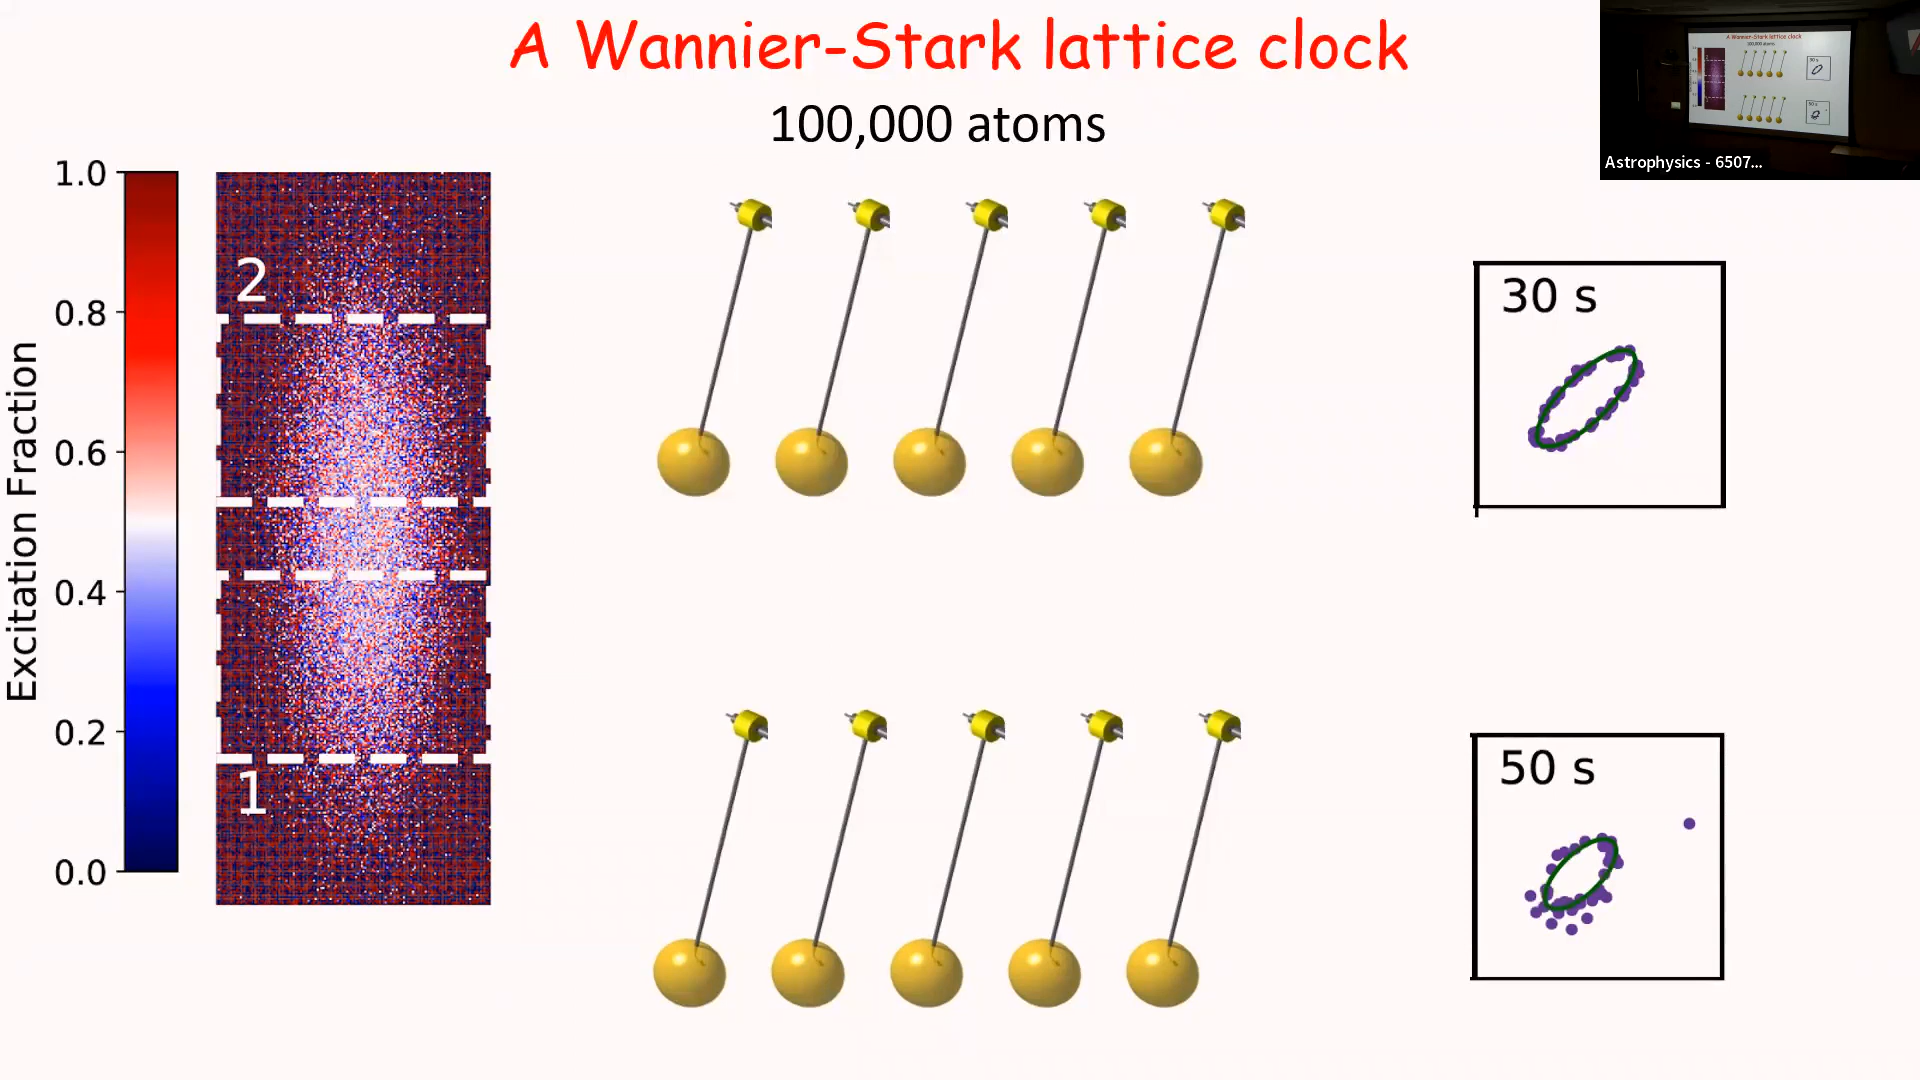 A Wannier-Stark lattice clock
100,000 atoms
Astrophysics - 6507...
Excitation Fraction
1.0
0.8
0.6
0.4
0.2
0.0
2
1
30 s
50 s